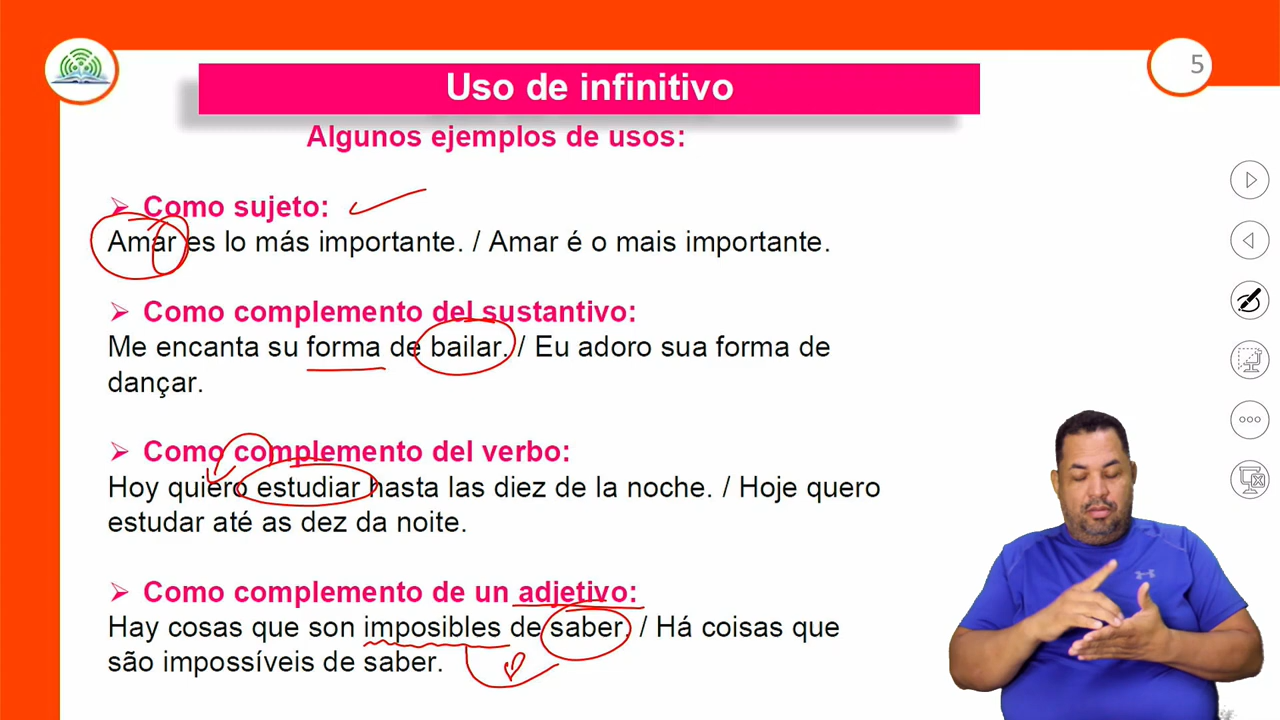 Uso de infinitivo
5
Algunos ejemplos de usos:
➢ Como sujeto:
Amar es lo más importante. / Amar é o mais importante.
➢ Como complemento del sustantivo:
Me encanta su forma de bailar. / Eu adoro sua forma de
dançar.
➢ Como complemento del verbo:
Hoy quiero estudiar hasta las diez de la noche. / Hoje quero
estudar até as dez da noite.
➢ Como complemento de un adjetivo:
Hay cosas que son imposibles de saber. / Há coisas que
são impossíveis de saber.